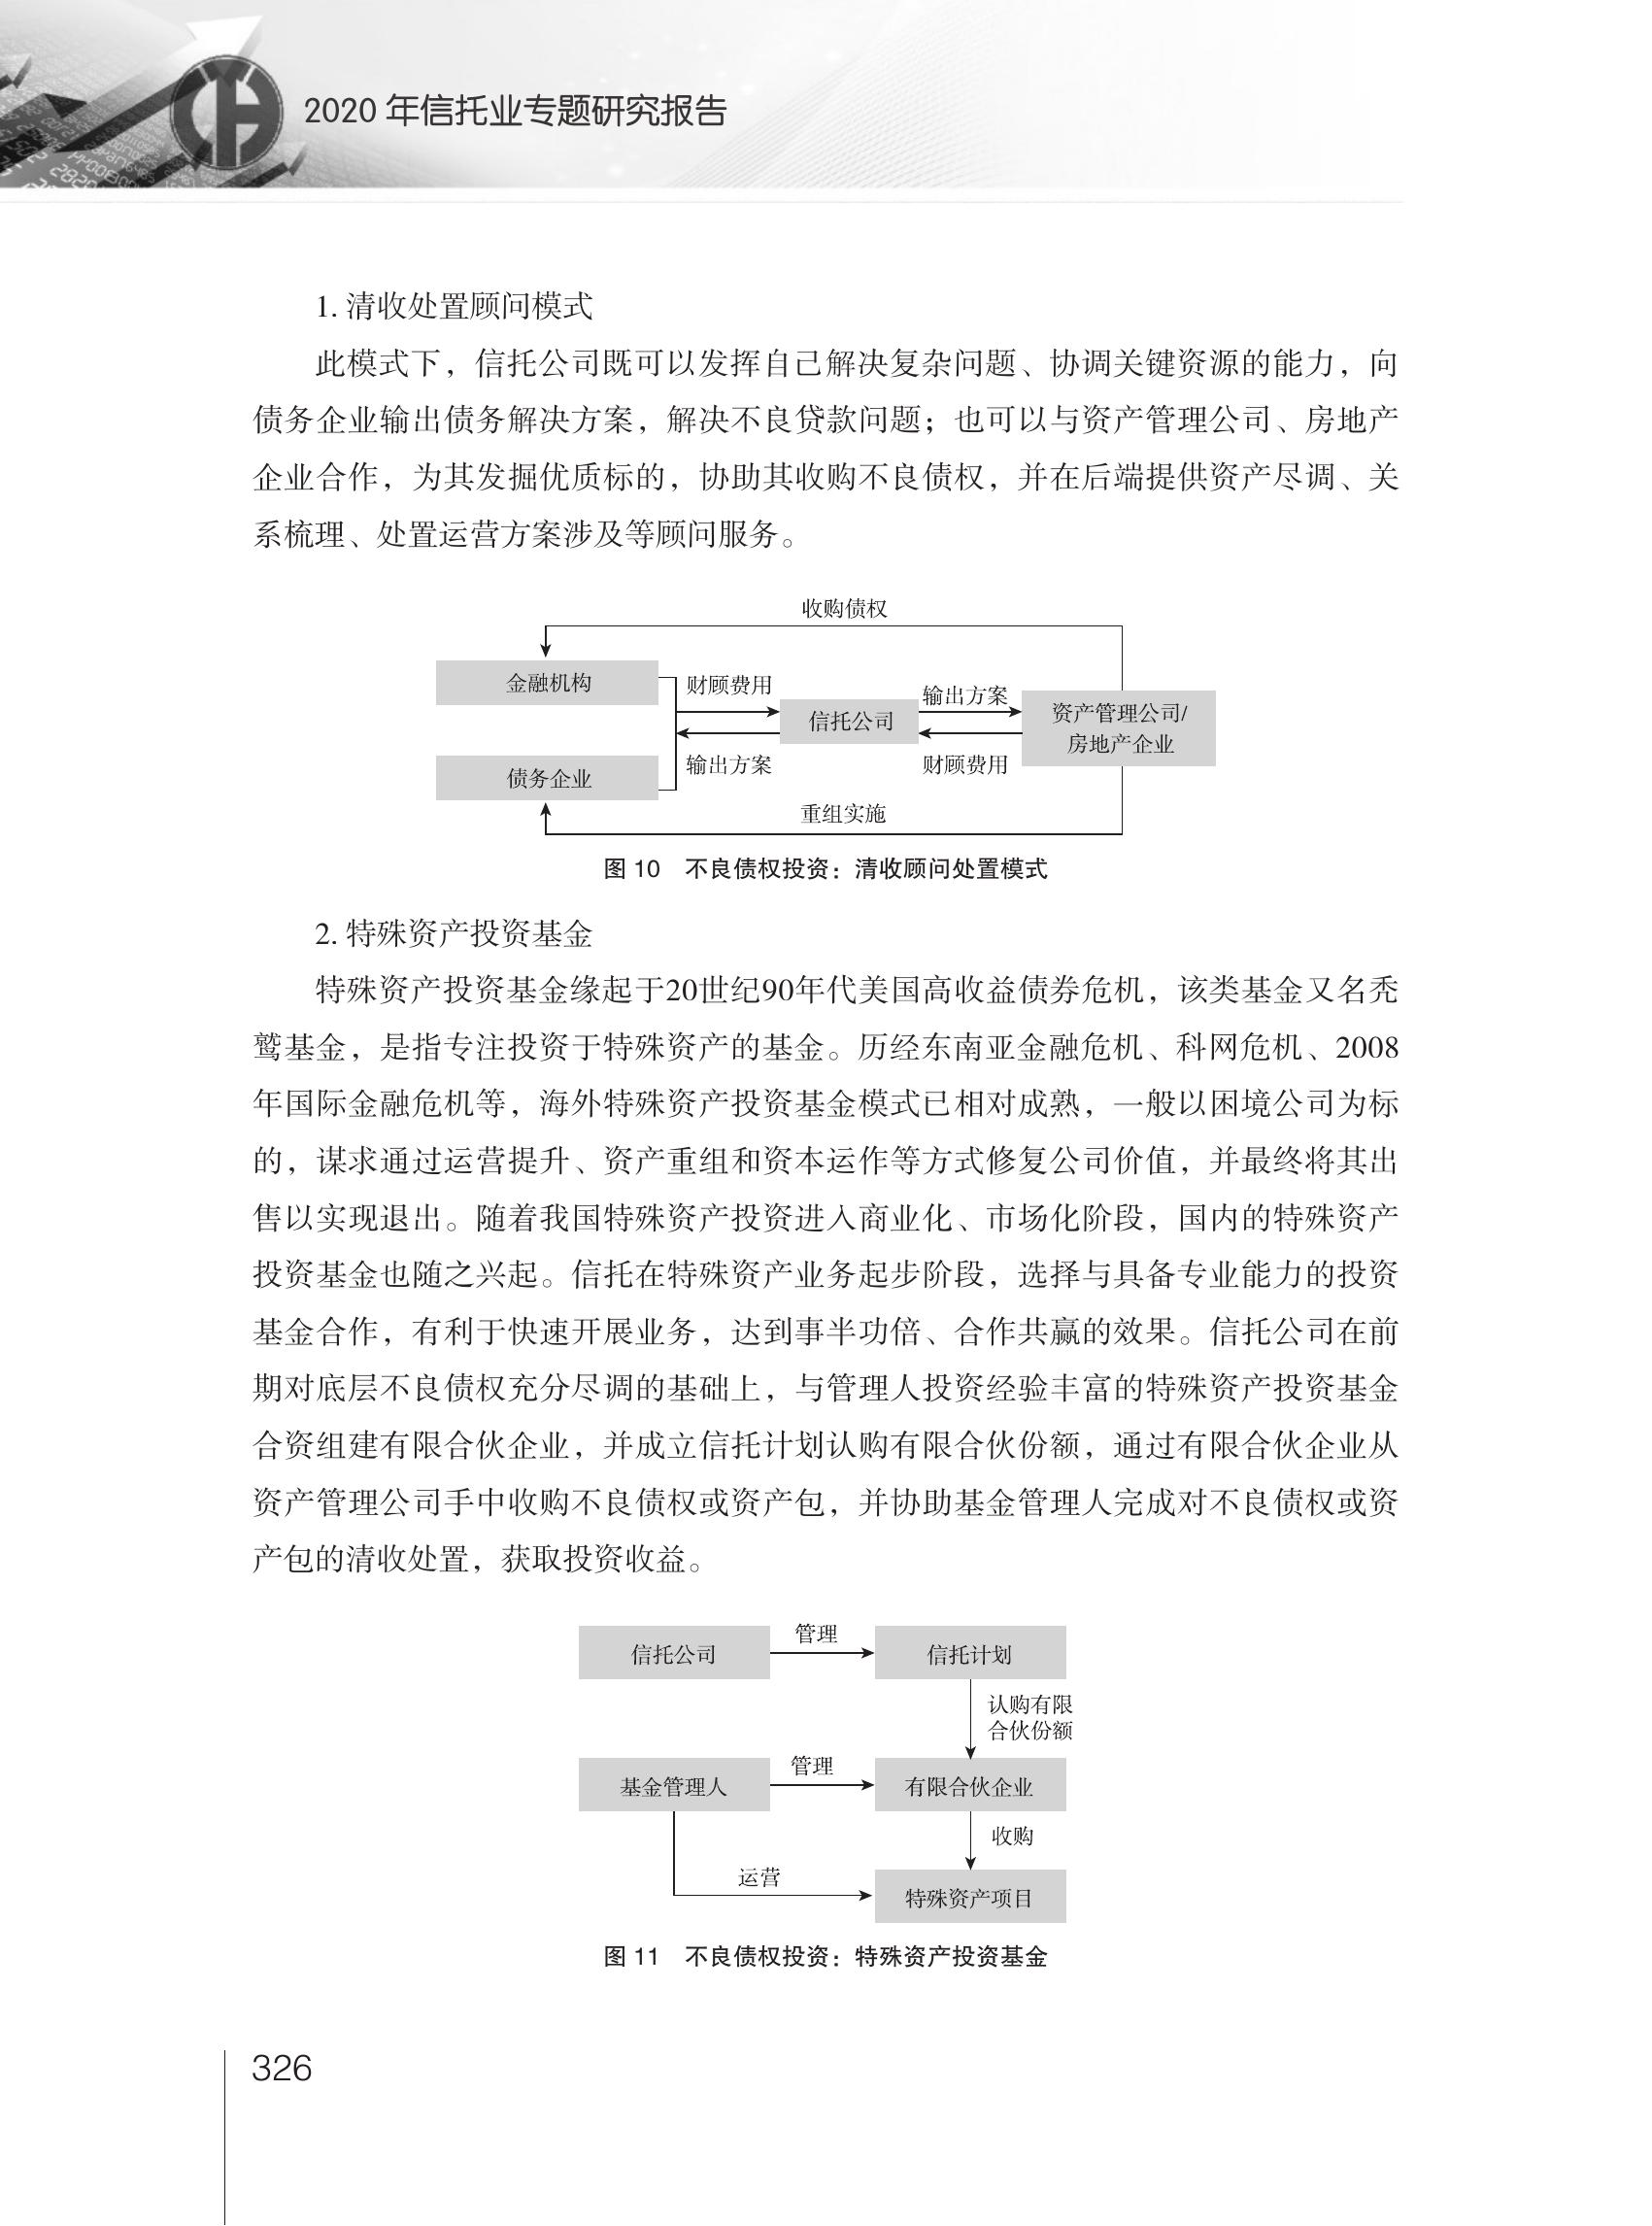 2020 年信托业专题研究报告
1. 清收处置顾问模式
此模式下，信托公司既可以发挥自己解决复杂问题、协调关键资源的能力，向
债务企业输出债务解决方案，解决不良贷款问题；也可以与资产管理公司、房地产
企业合作，为其发掘优质标的，协助其收购不良债权，并在后端提供资产尽调、关
系梳理、处置运营方案涉及等顾问服务。
收购债权
金融机构
财顾费用
输出方案
信托公司
资产管理公司/
房地产企业
债务企业
输出方案
财顾费用
重组实施
图 10 不良债权投资：清收顾问处置模式
2. 特殊资产投资基金
特殊资产投资基金缘起于20世纪90年代美国高收益债券危机，该类基金又名秃
鹫基金，是指专注投资于特殊资产的基金。历经东南亚金融危机、科网危机、2008
年国际金融危机等，海外特殊资产投资基金模式已相对成熟，一般以困境公司为标
的，谋求通过运营提升、资产重组和资本运作等方式修复公司价值，并最终将其出
售以实现退出。随着我国特殊资产投资进入商业化、市场化阶段，国内的特殊资产
投资基金也随之兴起。信托在特殊资产业务起步阶段，选择与具备专业能力的投资
基金合作，有利于快速开展业务，达到事半功倍、合作共赢的效果。信托公司在前
期对底层不良债权充分尽调的基础上，与管理人投资经验丰富的特殊资产投资基金
合资组建有限合伙企业，并成立信托计划认购有限合伙份额，通过有限合伙企业从
资产管理公司手中收购不良债权或资产包，并协助基金管理人完成对不良债权或资
产包的清收处置，获取投资收益。
信托公司
管理
信托计划
认购有限
合伙份额
基金管理人
管理
有限合伙企业
收购
运营
特殊资产项目
图 11 不良债权投资：特殊资产投资基金
326